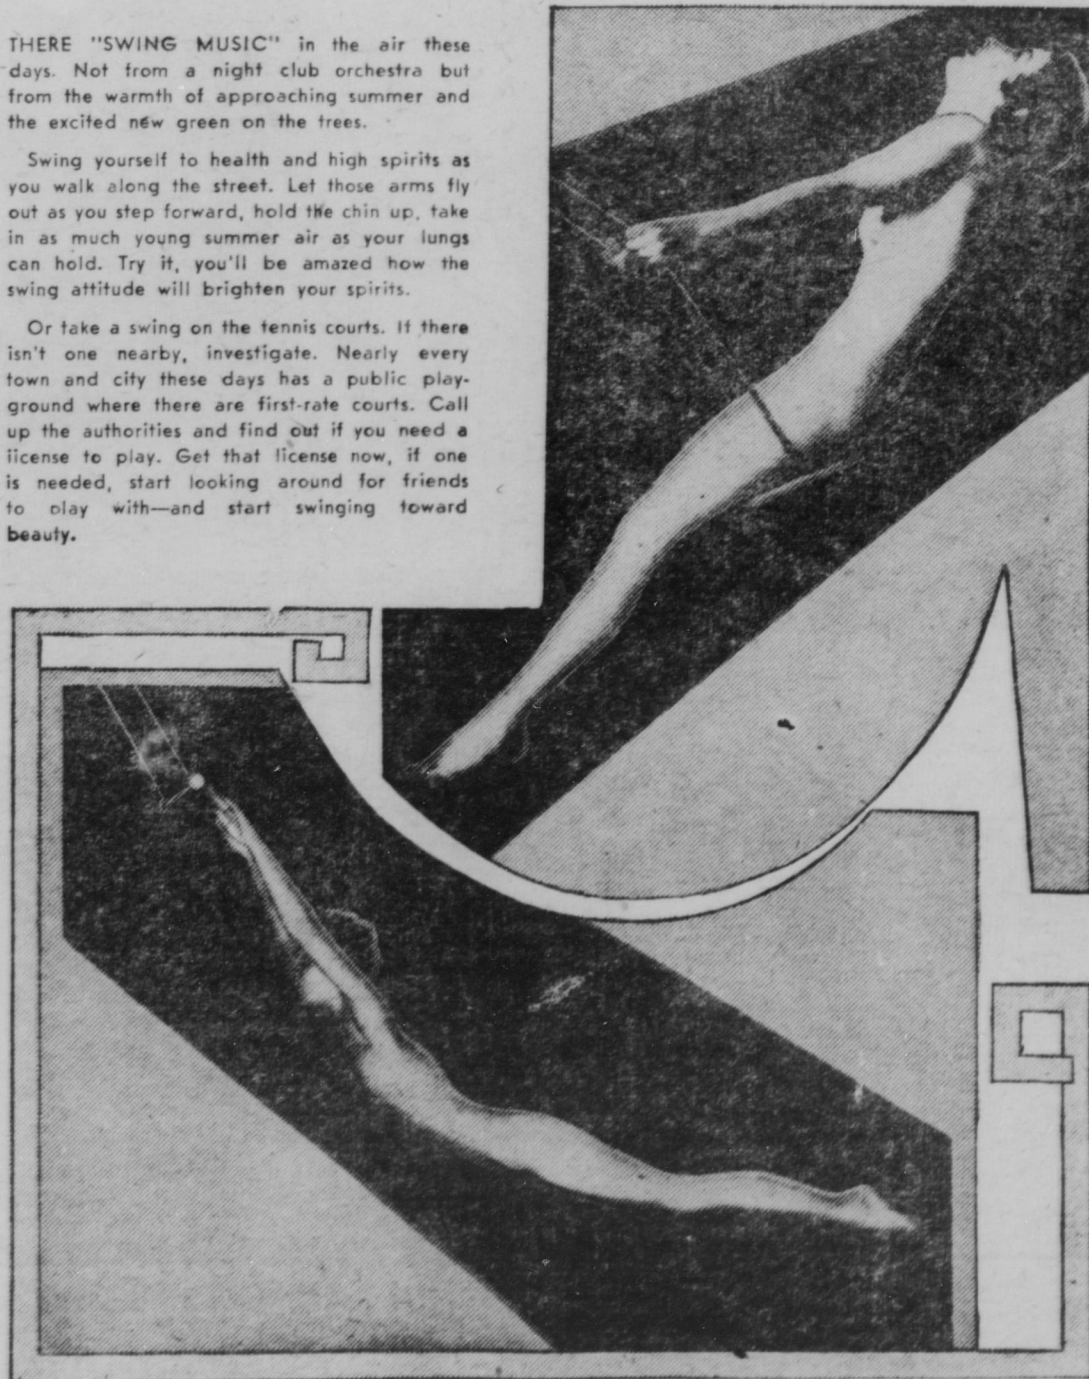 THERE "SWING MUSIC" in the air these
days. Not from a night club orchestra but
from the warmth of approaching summer and
the excited new green on the trees.
Swing yourself to health and high spirits as
you walk along the street. Let those arms fly
out as you step forward, hold the chin up, take
in as much young summer air as your lungs
can hold. Try it, you'll be amazed how the
swing attitude will brighten your spirits.
Or take a swing on the tennis courts. If there
isn't one nearby, investigate. Nearly every
town and city these days has a public play-
ground where there are first-rate courts. Call
up the authorities and find out if you need a
license to play. Get that license now, if one
is needed, start looking around for friends
to play with—and start swinging toward
beauty.